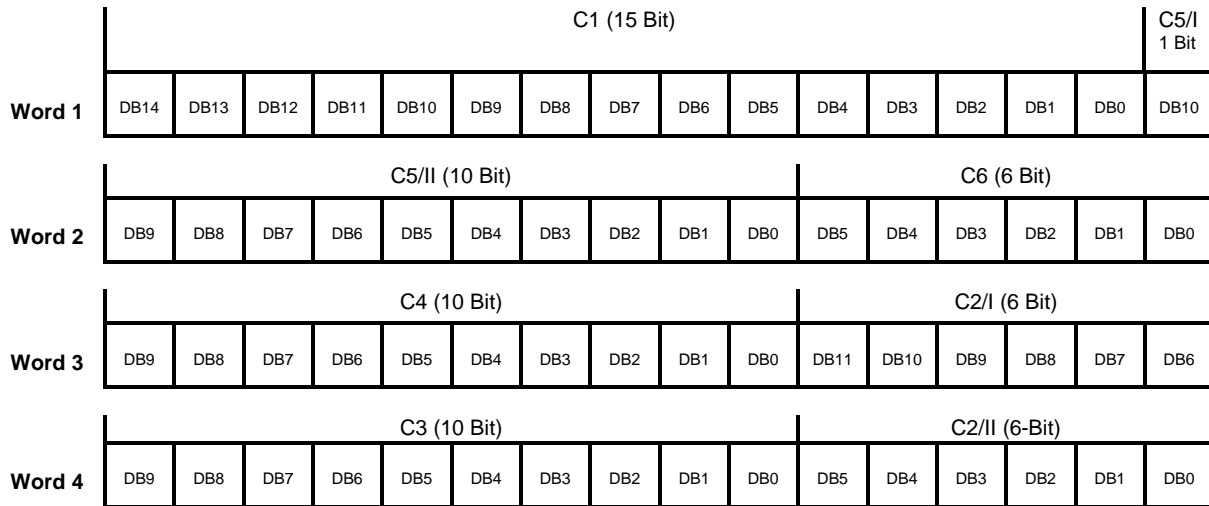 C1 (15 Bit) C5/I
1 Bit
Word 1 DB14 DB13 DB12 DB11 DB10 DB9 DB8 DB7 DB6 DB5 DB4 DB3 DB2 DB1 DB0 DB10
C5/II (10 Bit) C6 (6 Bit)
Word 2 DB9 DB8 DB7 DB6 DB5 DB4 DB3 DB2 DB1 DB0 DB5 DB4 DB3 DB2 DB1 DB0
C4 (10 Bit) C2/I (6 Bit)
Word 3 DB9 DB8 DB7 DB6 DB5 DB4 DB3 DB2 DB1 DB0 DB11 DB10 DB9 DB8 DB7 DB6
C3 (10 Bit) C2/II (6-Bit)
Word 4 DB9 DB8 DB7 DB6 DB5 DB4 DB3 DB2 DB1 DB0 DB5 DB4 DB3 DB2 DB1 DB0